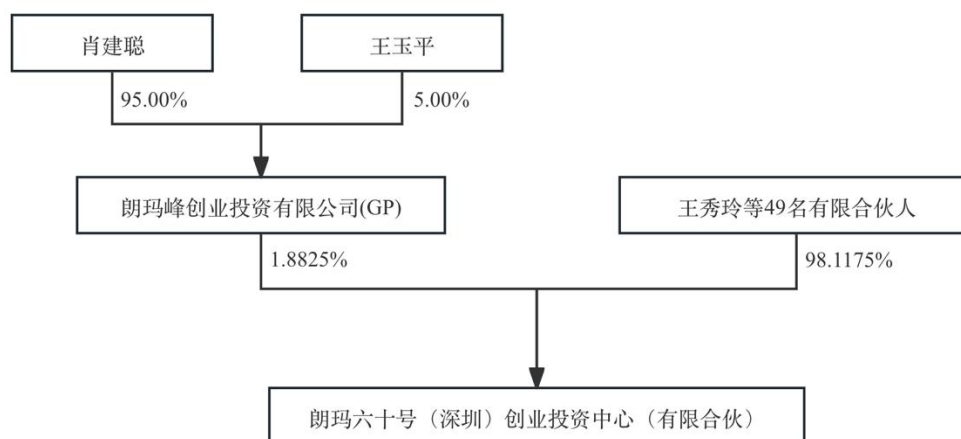 肖建聪
王玉平
95.00%
5.00%
朗玛峰创业投资有限公司(GP)
王秀玲等49名有限合伙人
1.8825%
98.1175%
朗玛六十号（深圳）创业投资中心（有限合伙）